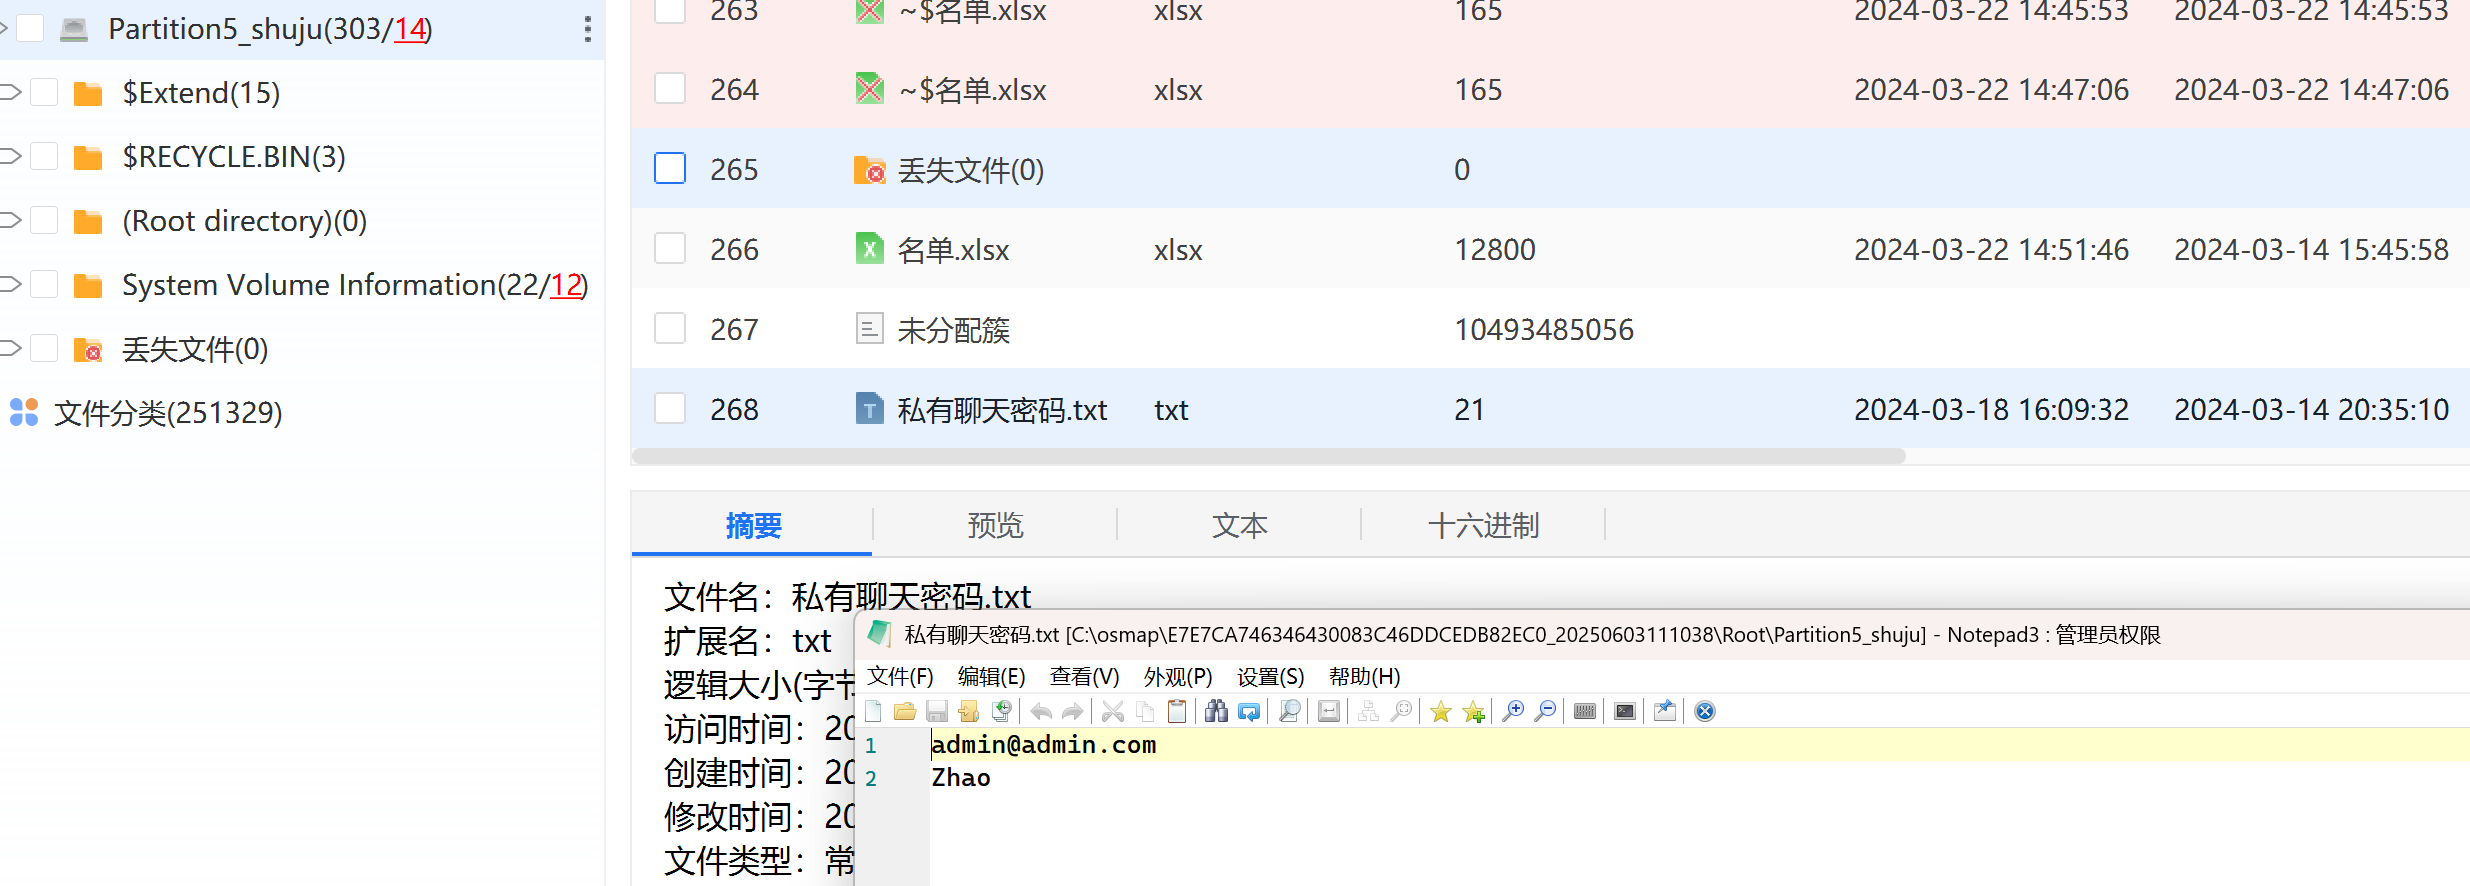 Partition5_shuju(303/14)
$Extend(15)
$RECYCLE.BIN(3)
(Root directory)(0)
System Volume Information(22/12)
丢失文件(0)
文件分类(251329)
263 ~$名单.xlsx xlsx 165 2024-03-22 14:45:53 2024-03-22 14:45:53
264 ~$名单.xlsx xlsx 165 2024-03-22 14:47:06 2024-03-22 14:47:06
265 丢失文件(0) 0
266 名单.xlsx xlsx 12800 2024-03-22 14:51:46 2024-03-14 15:45:58
267 未分配簇 10493485056
268 私有聊天密码.txt txt 21 2024-03-18 16:09:32 2024-03-14 20:35:10
摘要 预览 文本 十六进制
文件名：私有聊天密码.txt
扩展名：txt
逻辑大小(字节
访问时间：20
创建时间：20
修改时间：20
文件类型：常
私有聊天密码.txt [C:\osmap\E7E7CA746346430083C46DDCEDB82EC0_20250603111038\Root\Partition5_shuju] - Notepad3 : 管理员权限
文件(F) 编辑(E) 查看(V) 外观(P) 设置(S) 帮助(H)
1 admin@admin.com
2 Zhao